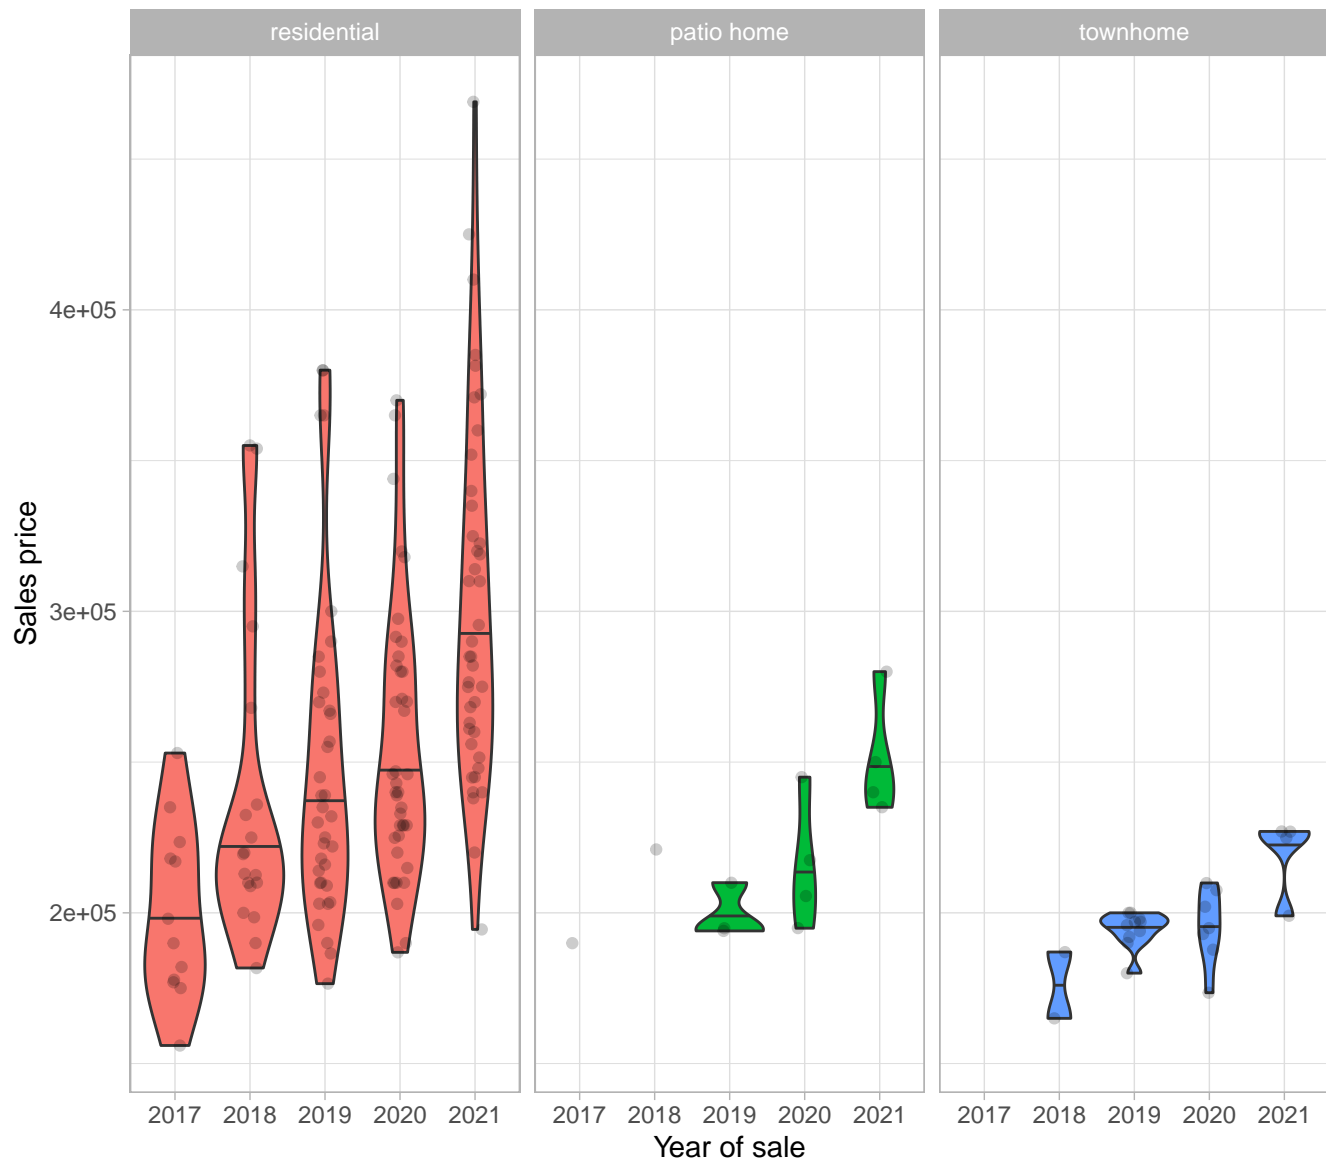 residential patio home townhome
4e+05
3e+05
2e+05
Sales price
2017 2018 2019 2020 2021 2017 2018 2019 2020 2021 2017 2018 2019 2020 2021
Year of sale